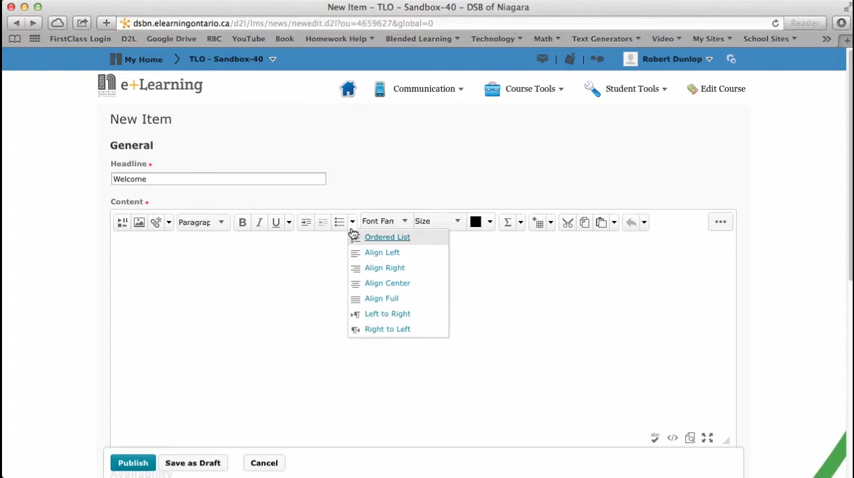 New Item - TLO - Sandbox-40 - DSB of Niagara
dsbn.elearningontario.ca/d2l/lms/news/newedit.d2l?ou=4659627&global=0
Reader
FirstClass Login D2L Google Drive RBC YouTube Book Homework Help Blended Learning Technology Math Text Generators Video My Sites School Sites
My Home TLO - Sandbox-40 Robert Dunlop
e+Learning
Communication Course Tools Student Tools Edit Course
New Item
General
Headline *
Welcome
Content *
Paragrap B I U Font Fam Size Σ
Ordered List
Align Left
Align Right
Align Center
Align Full
Left to Right
Right to Left
Publish Save as Draft Cancel
Availability